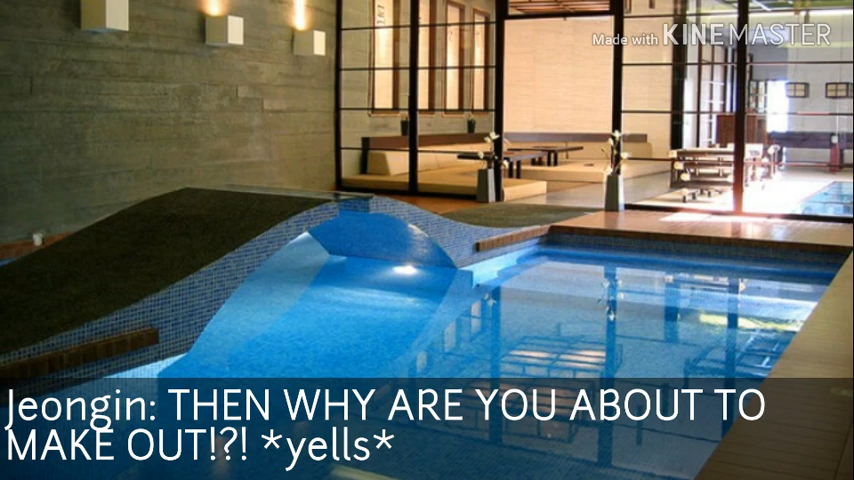 Made with KINEMASTER
Jeongin: THEN WHY ARE YOU ABOUT TO
MAKE OUT!?! *yells*